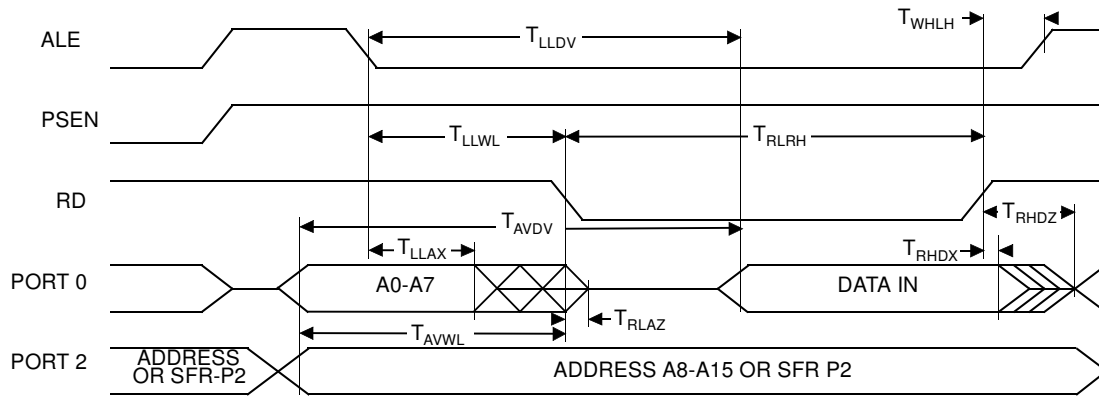 T_WHLH
ALE
T_LLDV
PSEN
T_LLWL
T_RLRH
RD
T_AVDV
T_RHDZ
T_LLAX
T_RHDX
PORT 0
A0-A7
DATA IN
T_RLAZ
T_AVWL
PORT 2
ADDRESS
OR SFR-P2
ADDRESS A8-A15 OR SFR P2